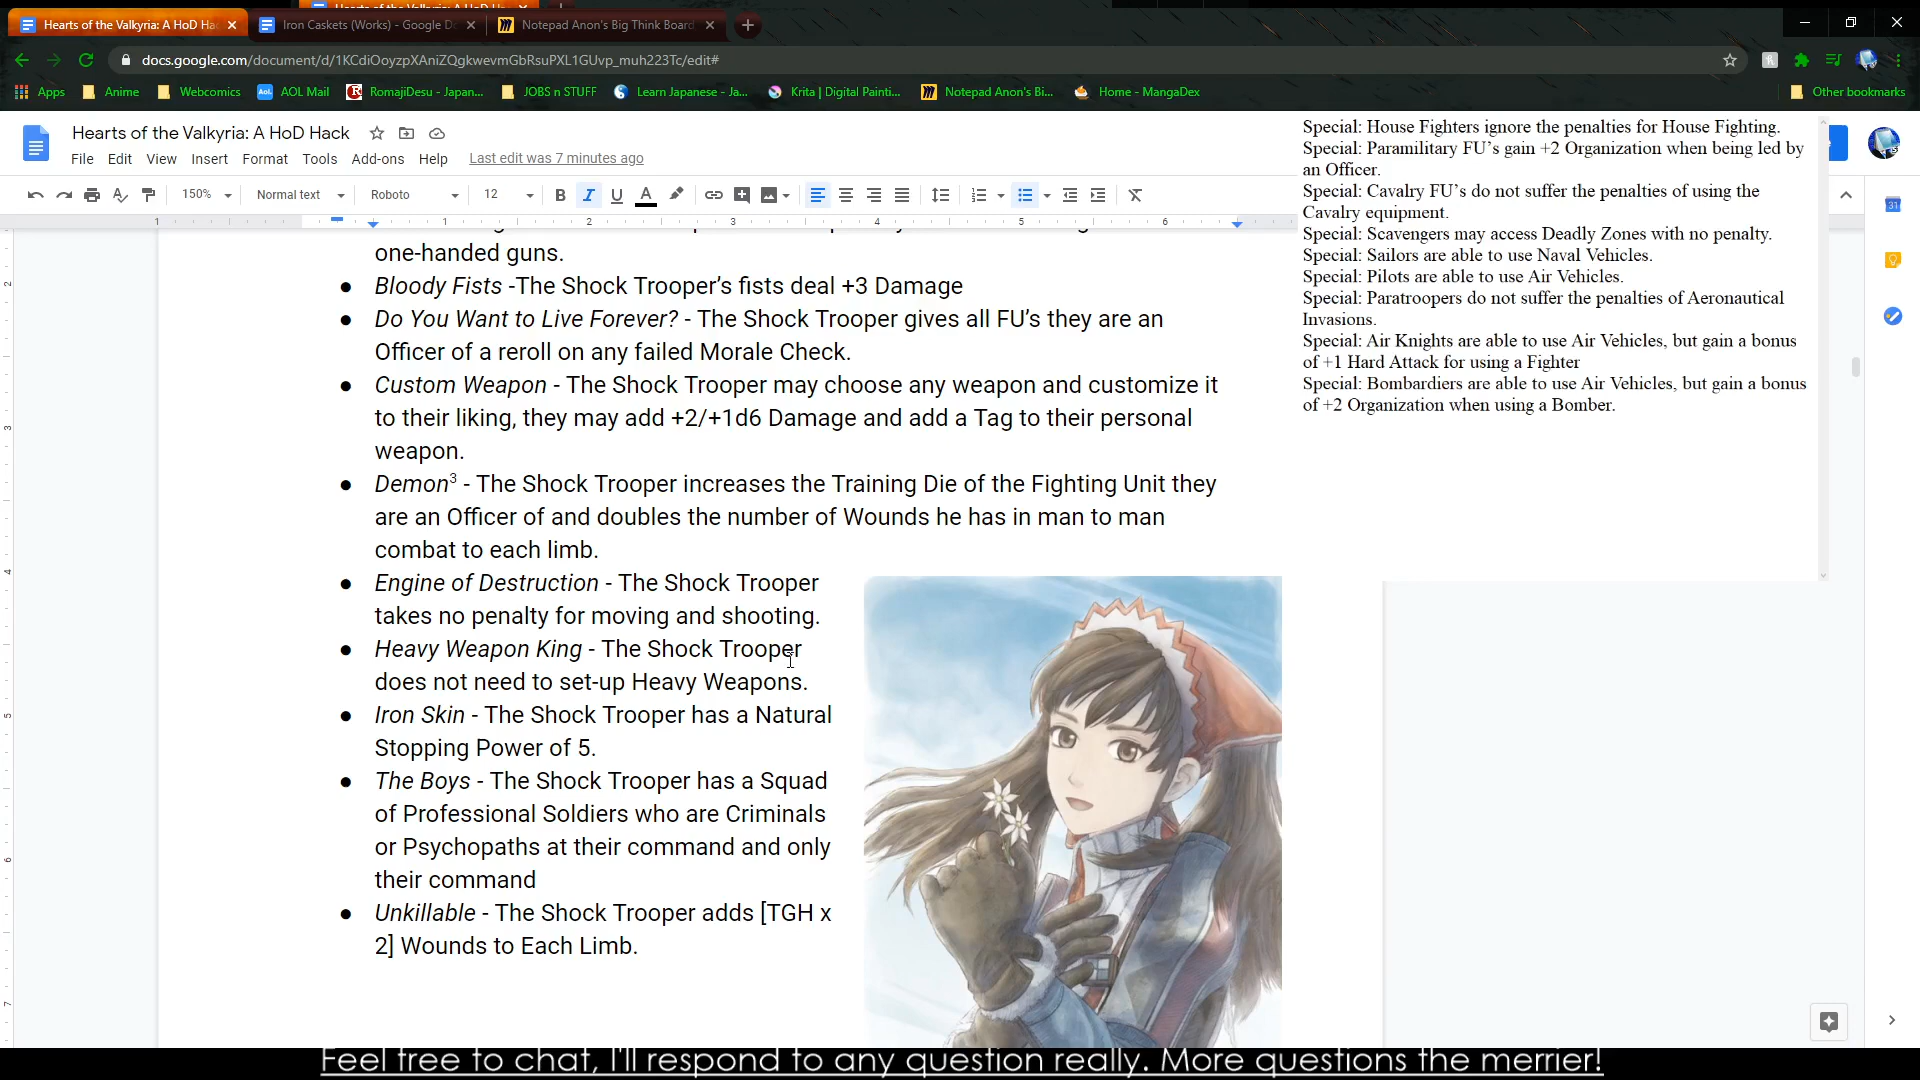 Hearts of the Valkyria: A HoD Ha
Iron Caskets (Works) - Google Do
Notepad Anon's Big Think Board
docs.google.com/document/d/1KCdiOoyzpXAniZQgkwevmGbRsuPXL1GUvp_muh223Tc/edit#
Apps
Anime
Webcomics
AOL Mail
RomajiDesu - Japan...
JOBS n STUFF
Learn Japanese - Ja...
Krita | Digital Painti...
Notepad Anon's Bi...
Home - MangaDex
Other bookmarks
Hearts of the Valkyria: A HoD Hack
File Edit View Insert Format Tools Add-ons Help Last edit was 7 minutes ago
150% Normal text Roboto 12
one-handed guns.
● Bloody Fists -The Shock Trooper’s fists deal +3 Damage
● Do You Want to Live Forever? - The Shock Trooper gives all FU’s they are an
Officer of a reroll on any failed Morale Check.
● Custom Weapon - The Shock Trooper may choose any weapon and customize it
to their liking, they may add +2/+1d6 Damage and add a Tag to their personal
weapon.
● Demon³ - The Shock Trooper increases the Training Die of the Fighting Unit they
are an Officer of and doubles the number of Wounds he has in man to man
combat to each limb.
● Engine of Destruction - The Shock Trooper
takes no penalty for moving and shooting.
● Heavy Weapon King - The Shock Trooper
does not need to set-up Heavy Weapons.
● Iron Skin - The Shock Trooper has a Natural
Stopping Power of 5.
● The Boys - The Shock Trooper has a Squad
of Professional Soldiers who are Criminals
or Psychopaths at their command and only
their command
● Unkillable - The Shock Trooper adds [TGH x
2] Wounds to Each Limb.
Special: House Fighters ignore the penalties for House Fighting.
Special: Paramilitary FU’s gain +2 Organization when being led by
an Officer.
Special: Cavalry FU’s do not suffer the penalties of using the
Cavalry equipment.
Special: Scavengers may access Deadly Zones with no penalty.
Special: Sailors are able to use Naval Vehicles.
Special: Pilots are able to use Air Vehicles.
Special: Paratroopers do not suffer the penalties of Aeronautical
Invasions.
Special: Air Knights are able to use Air Vehicles, but gain a bonus
of +1 Hard Attack for using a Fighter
Special: Bombardiers are able to use Air Vehicles, but gain a bonus
of +2 Organization when using a Bomber.
Feel free to chat, I'll respond to any question really. More questions the merrier!